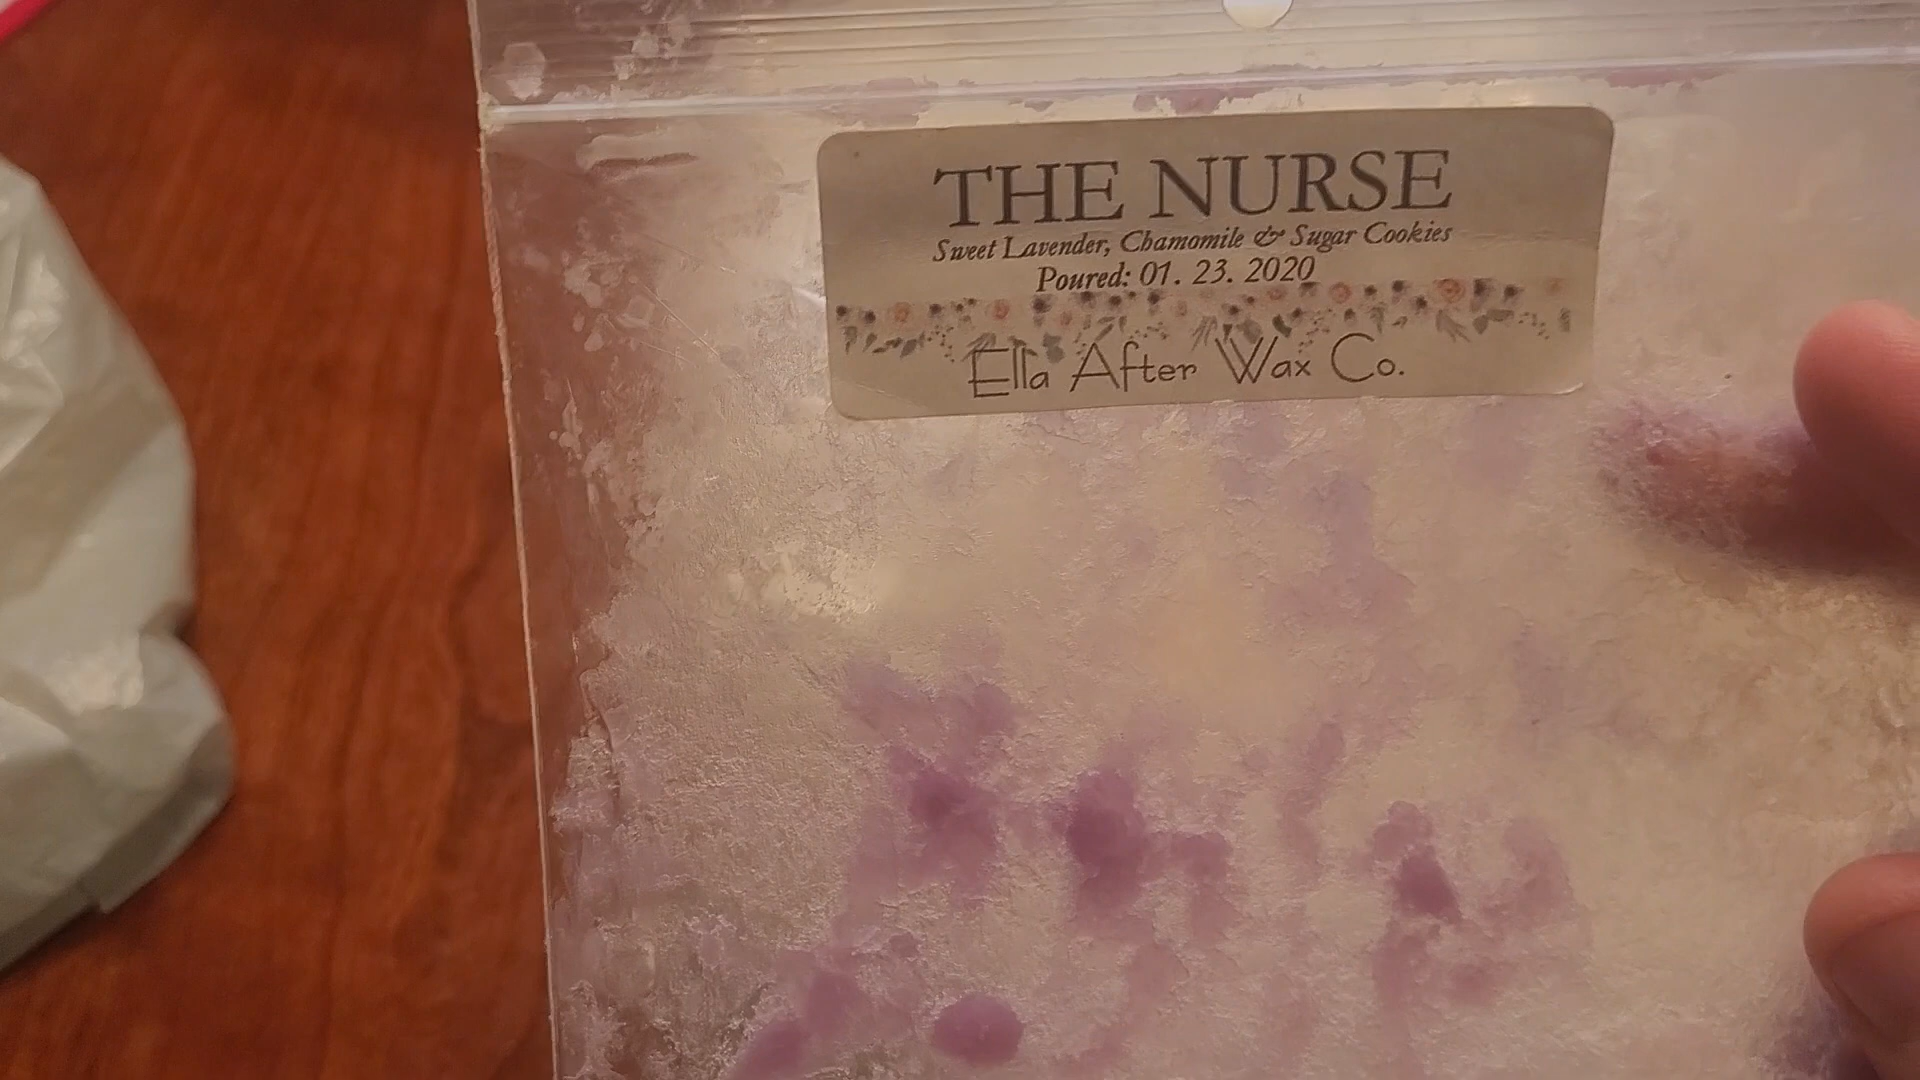 THE NURSE
Sweet Lavender, Chamomile & Sugar Cookies
Poured: 01. 23. 2020
Ella After Wax Co.